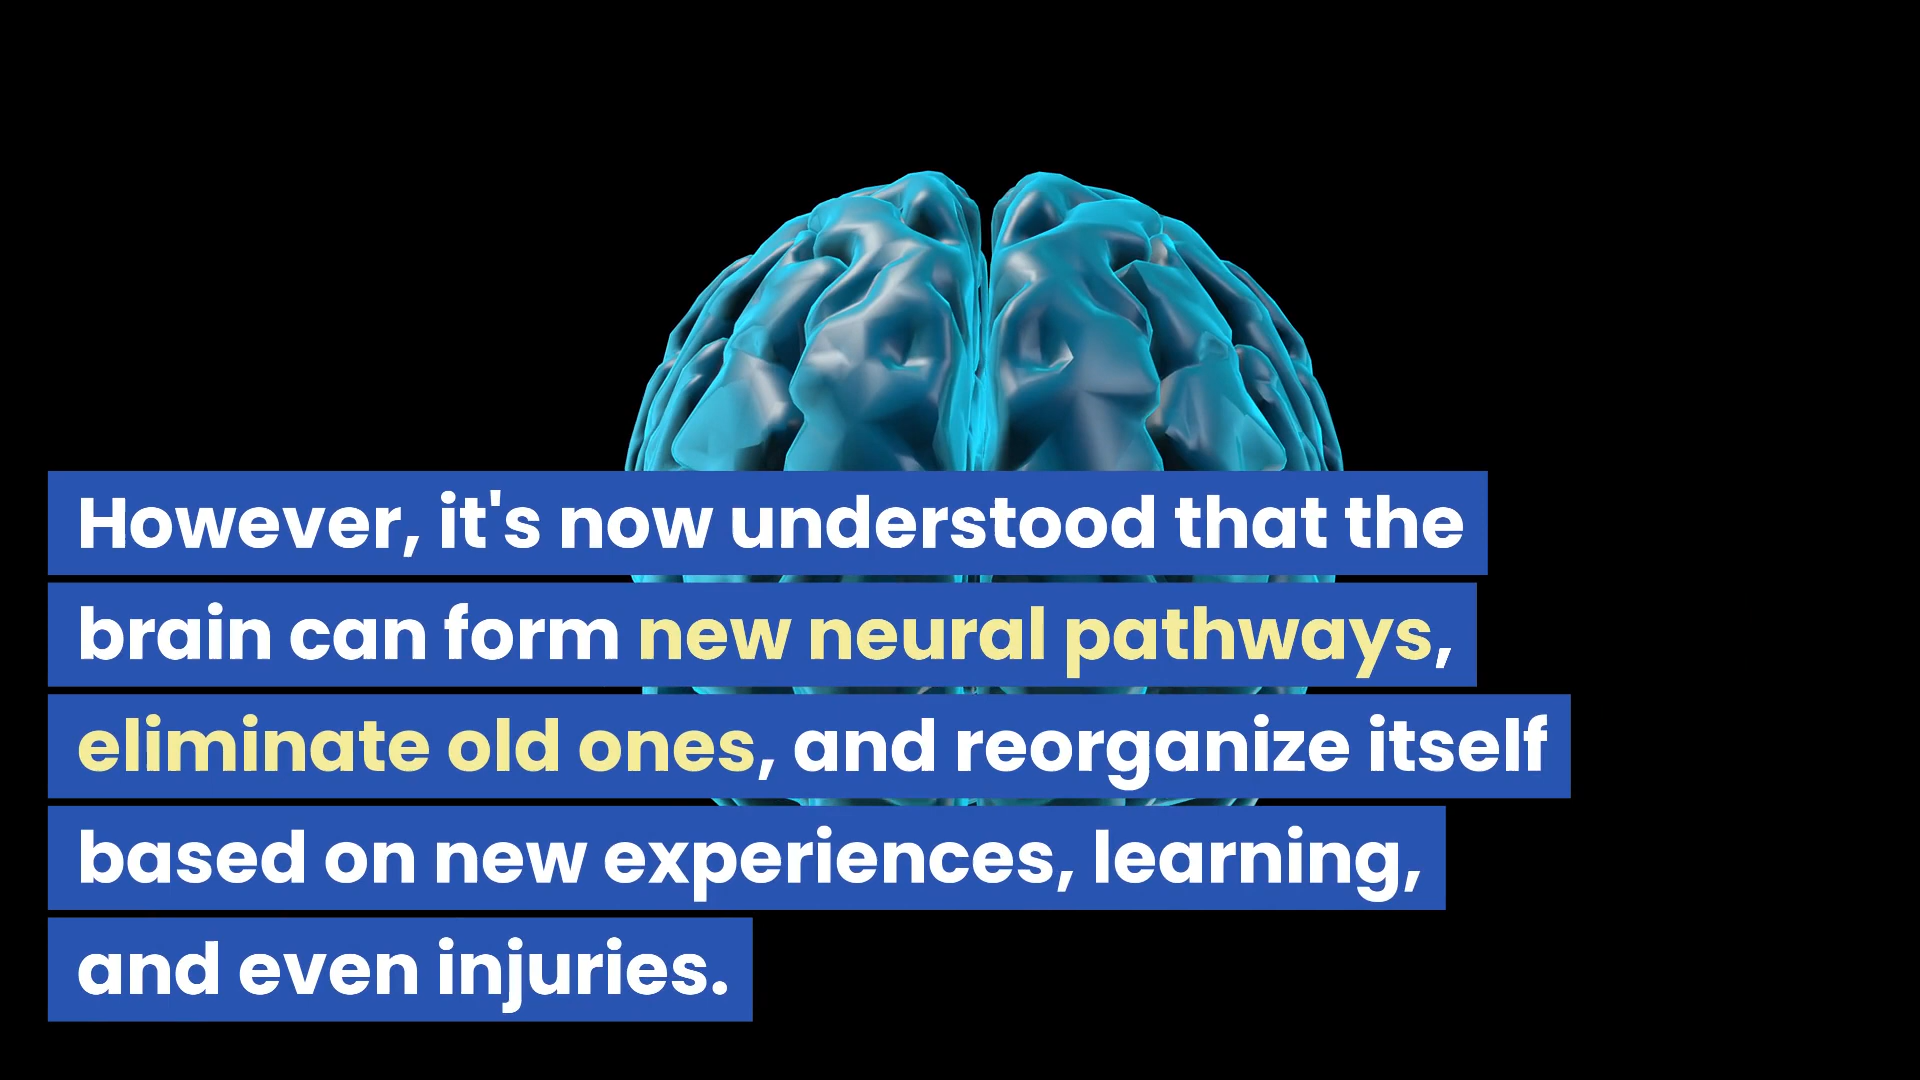 However, it's now understood that the
brain can form new neural pathways,
eliminate old ones, and reorganize itself
based on new experiences, learning,
and even injuries.